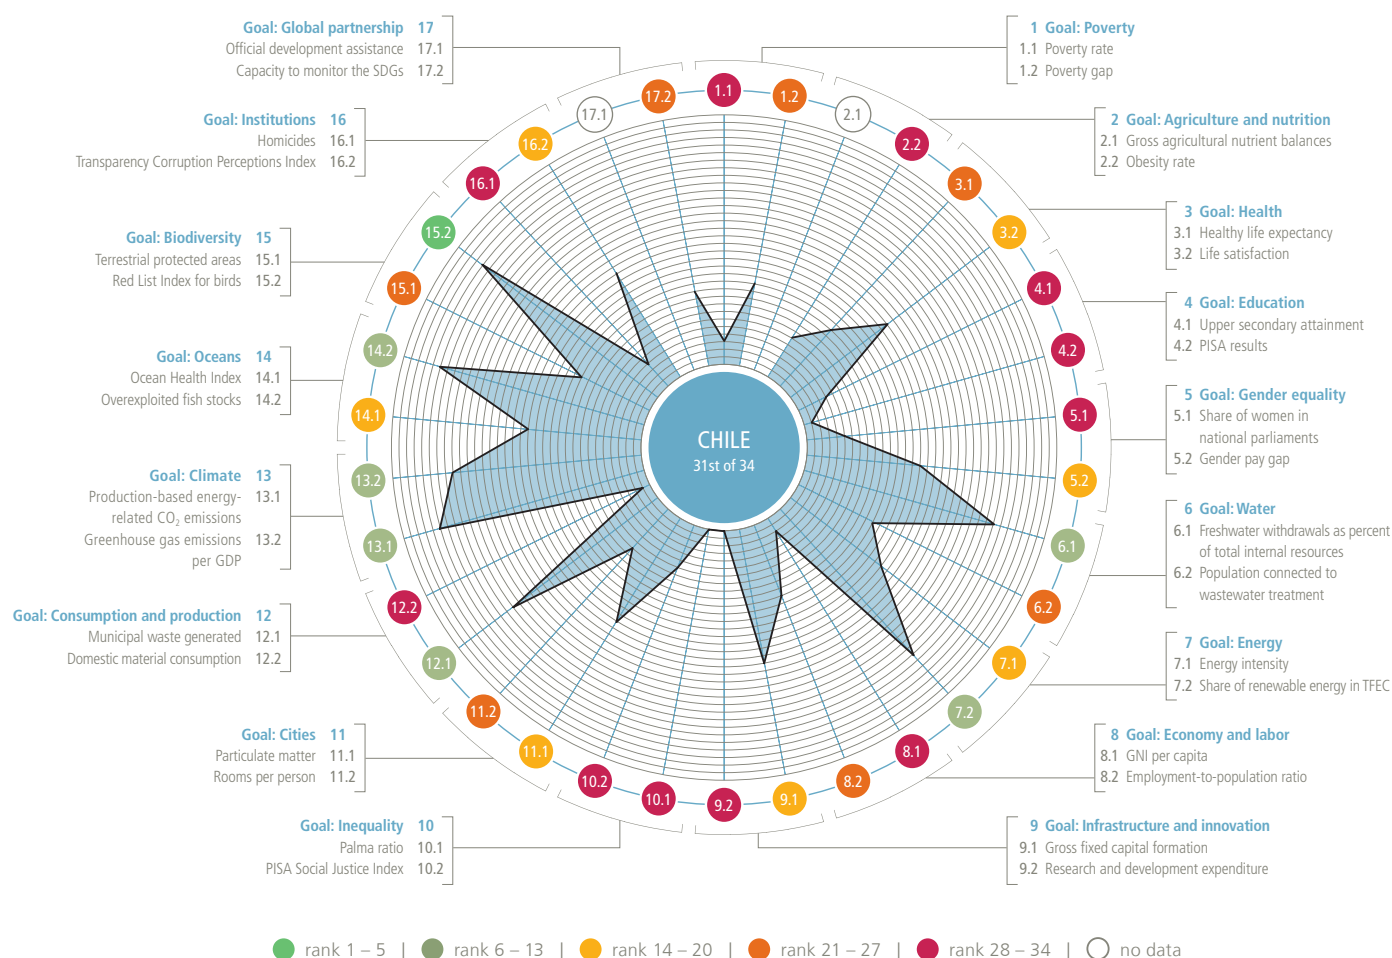 Goal: Global partnership 17
Official development assistance 17.1
Capacity to monitor the SDGs 17.2
Goal: Institutions 16
Homicides 16.1
Transparency Corruption Perceptions Index 16.2
Goal: Biodiversity 15
Terrestrial protected areas 15.1
Red List Index for birds 15.2
Goal: Oceans 14
Ocean Health Index 14.1
Overexploited fish stocks 14.2
Goal: Climate 13
Production-based energy- 13.1
related CO₂ emissions
Greenhouse gas emissions 13.2
per GDP
Goal: Consumption and production 12
Municipal waste generated 12.1
Domestic material consumption 12.2
Goal: Cities 11
Particulate matter 11.1
Rooms per person 11.2
Goal: Inequality 10
Palma ratio 10.1
PISA Social Justice Index 10.2
1 Goal: Poverty
1.1 Poverty rate
1.2 Poverty gap
2 Goal: Agriculture and nutrition
2.1 Gross agricultural nutrient balances
2.2 Obesity rate
3 Goal: Health
3.1 Healthy life expectancy
3.2 Life satisfaction
4 Goal: Education
4.1 Upper secondary attainment
4.2 PISA results
5 Goal: Gender equality
5.1 Share of women in
national parliaments
5.2 Gender pay gap
6 Goal: Water
6.1 Freshwater withdrawals as percent
of total internal resources
6.2 Population connected to
wastewater treatment
7 Goal: Energy
7.1 Energy intensity
7.2 Share of renewable energy in TFEC
8 Goal: Economy and labor
8.1 GNI per capita
8.2 Employment-to-population ratio
9 Goal: Infrastructure and innovation
9.1 Gross fixed capital formation
9.2 Research and development expenditure
1.1
1.2
2.1
2.2
3.1
3.2
4.1
4.2
5.1
5.2
6.1
6.2
7.1
7.2
8.1
8.2
9.1
9.2
10.1
10.2
11.1
11.2
12.1
12.2
13.1
13.2
14.1
14.2
15.1
15.2
16.1
16.2
17.1
17.2
CHILE
31st of 34
rank 1 – 5 | rank 6 – 13 | rank 14 – 20 | rank 21 – 27 | rank 28 – 34 | no data